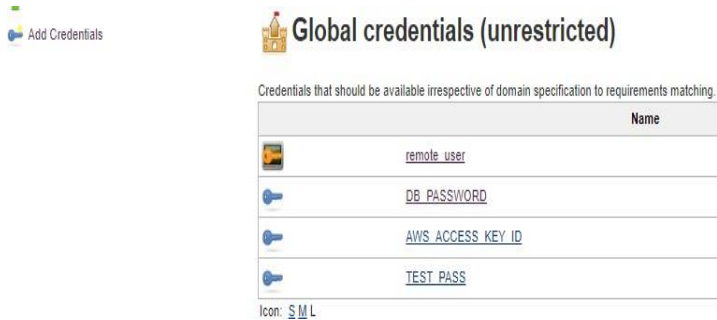 Add Credentials
Global credentials (unrestricted)
Credentials that should be available irrespective of domain specification to requirements matching.
Name
remote_user
DB_PASSWORD
AWS_ACCESS_KEY_ID
TEST_PASS
Icon: S M L